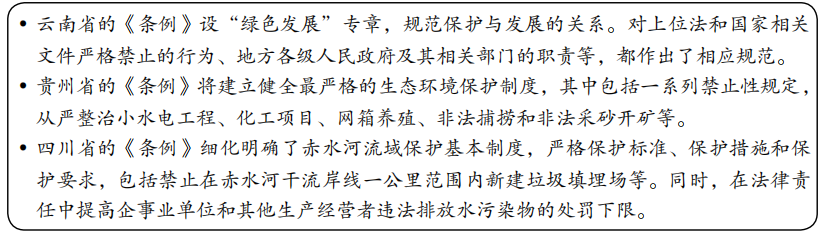 • 云南省的《条例》设“绿色发展”专章，规范保护与发展的关系。对上位法和国家相关
文件严格禁止的行为、地方各级人民政府及其相关部门的职责等，都作出了相应规范。
• 贵州省的《条例》将建立健全最严格的生态环境保护制度，其中包括一系列禁止性规定，
从严整治小水电工程、化工项目、网箱养殖、非法捕捞和非法采砂开矿等。
• 四川省的《条例》细化明确了赤水河流域保护基本制度，严格保护标准、保护措施和保
护要求，包括禁止在赤水河干流岸线一公里范围内新建垃圾填埋场等。同时，在法律责
任中提高企事业单位和其他生产经营者违法排放水污染物的处罚下限。